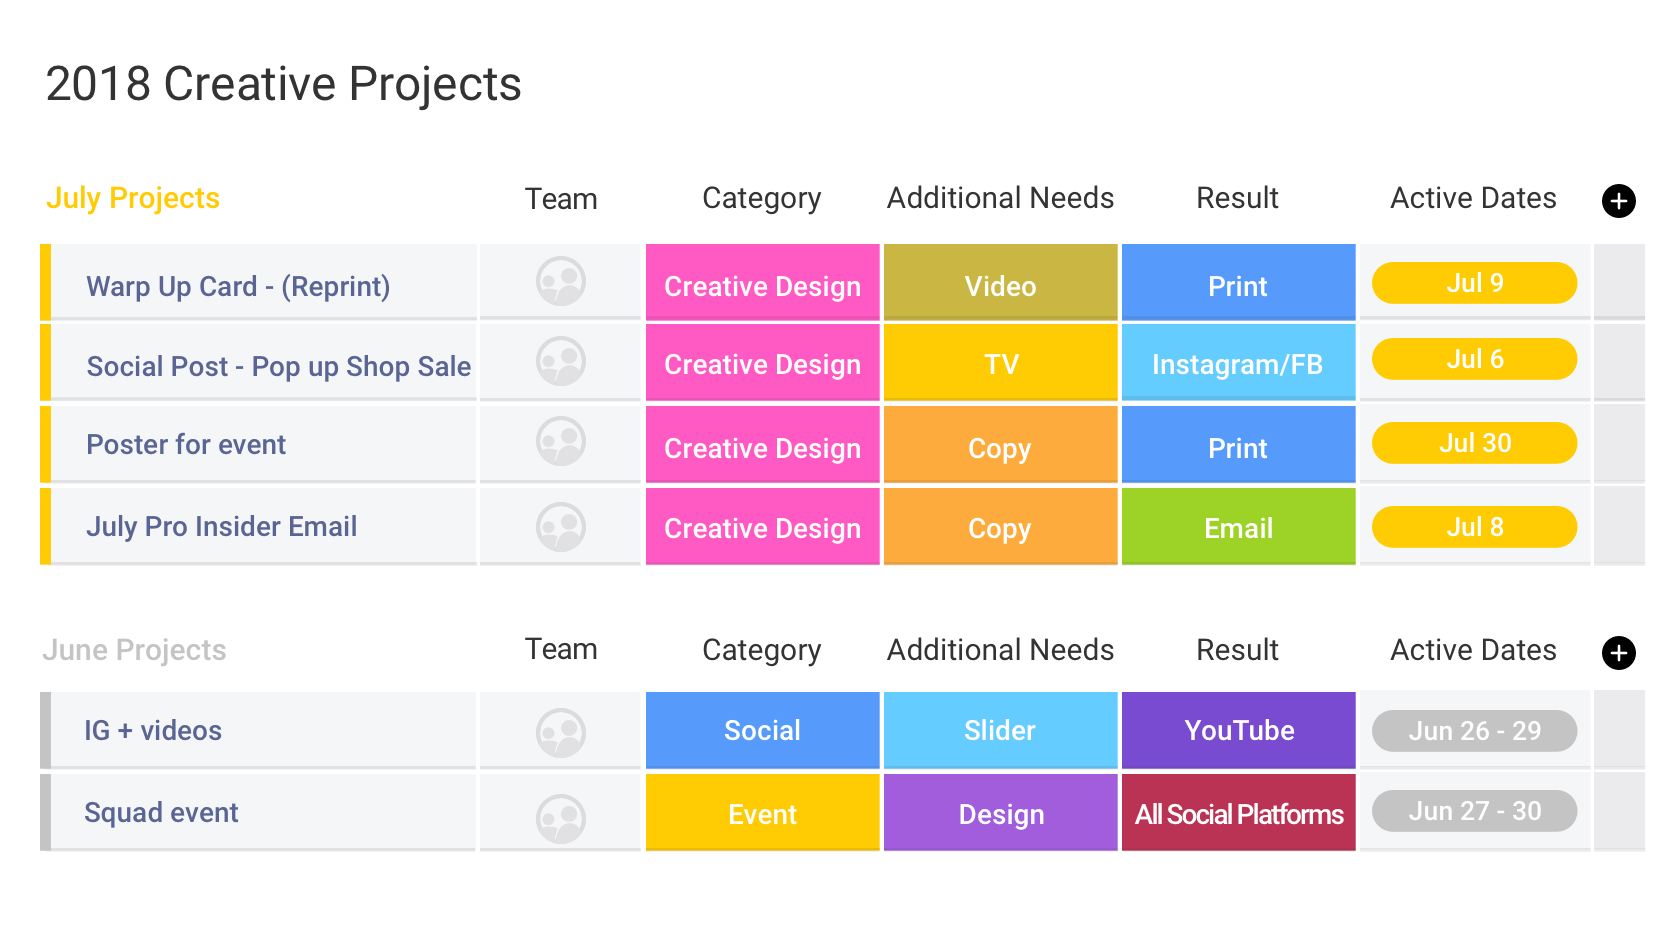 2018 Creative Projects
July Projects Team Category Additional Needs Result Active Dates
Warp Up Card - (Reprint) Creative Design Video Print Jul 9
Social Post - Pop up Shop Sale Creative Design TV Instagram/FB Jul 6
Poster for event Creative Design Copy Print Jul 30
July Pro Insider Email Creative Design Copy Email Jul 8
June Projects Team Category Additional Needs Result Active Dates
IG + videos Social Slider YouTube Jun 26 - 29
Squad event Event Design All Social Platforms Jun 27 - 30